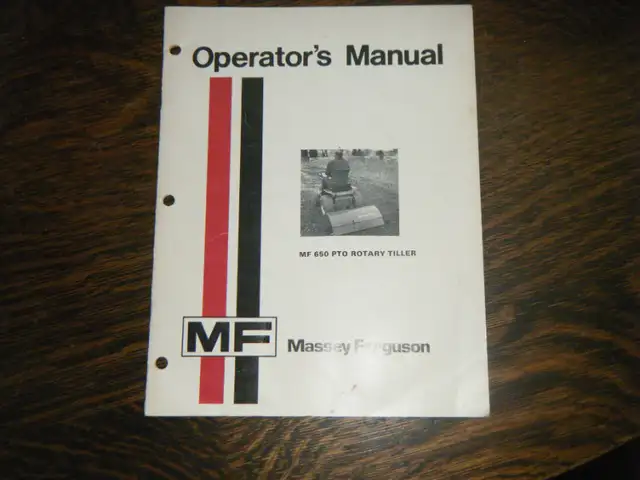 Operator's Manual
MF 650 PTO ROTARY TILLER
MF
Massey Ferguson